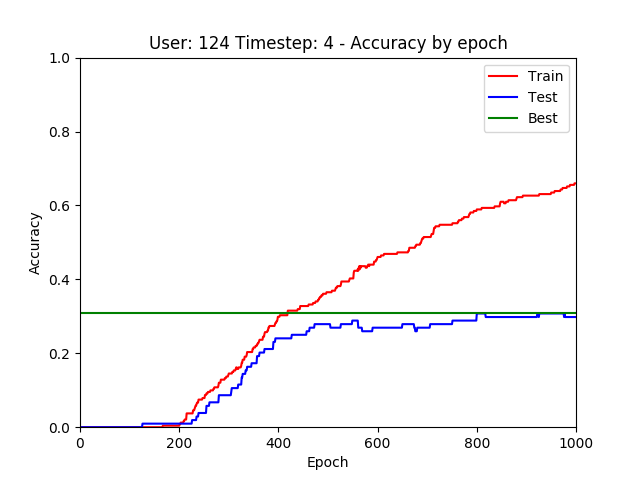 User: 124 Timestep: 4 - Accuracy by epoch
Train
Test
Best
Accuracy
1.0
0.8
0.6
0.4
0.2
0.0
0 200 400 600 800 1000
Epoch